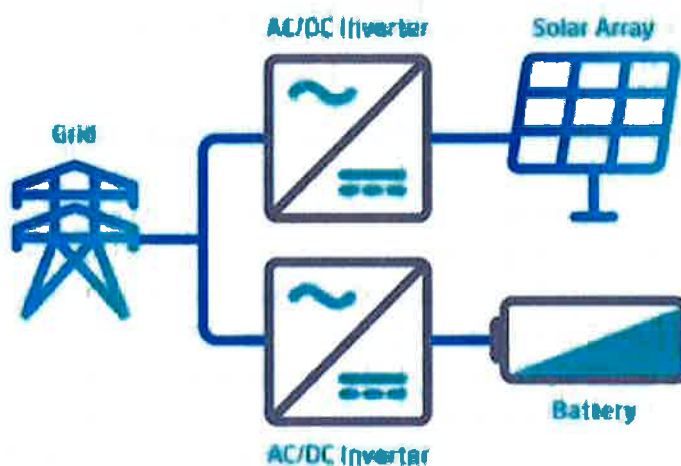 AC/DC Inverter
Solar Array
Grid
Battery
AC/DC Inverter